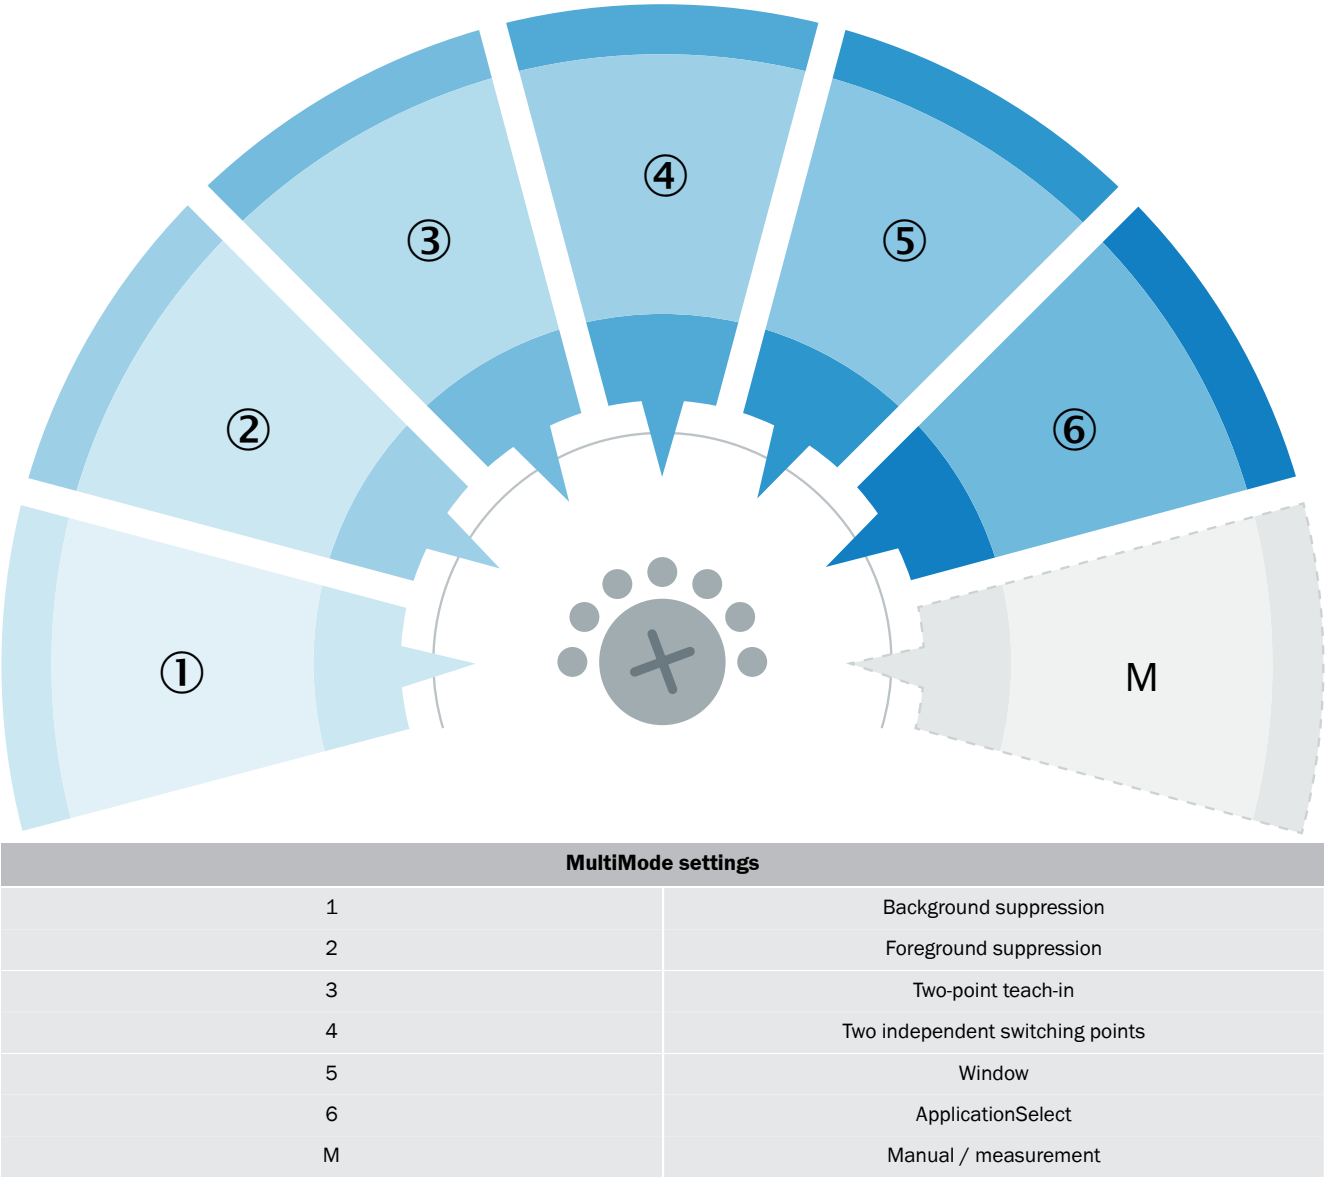 ④
③
⑤
②
⑥
①
M
MultiMode settings
1 Background suppression
2 Foreground suppression
3 Two-point teach-in
4 Two independent switching points
5 Window
6 ApplicationSelect
M Manual / measurement